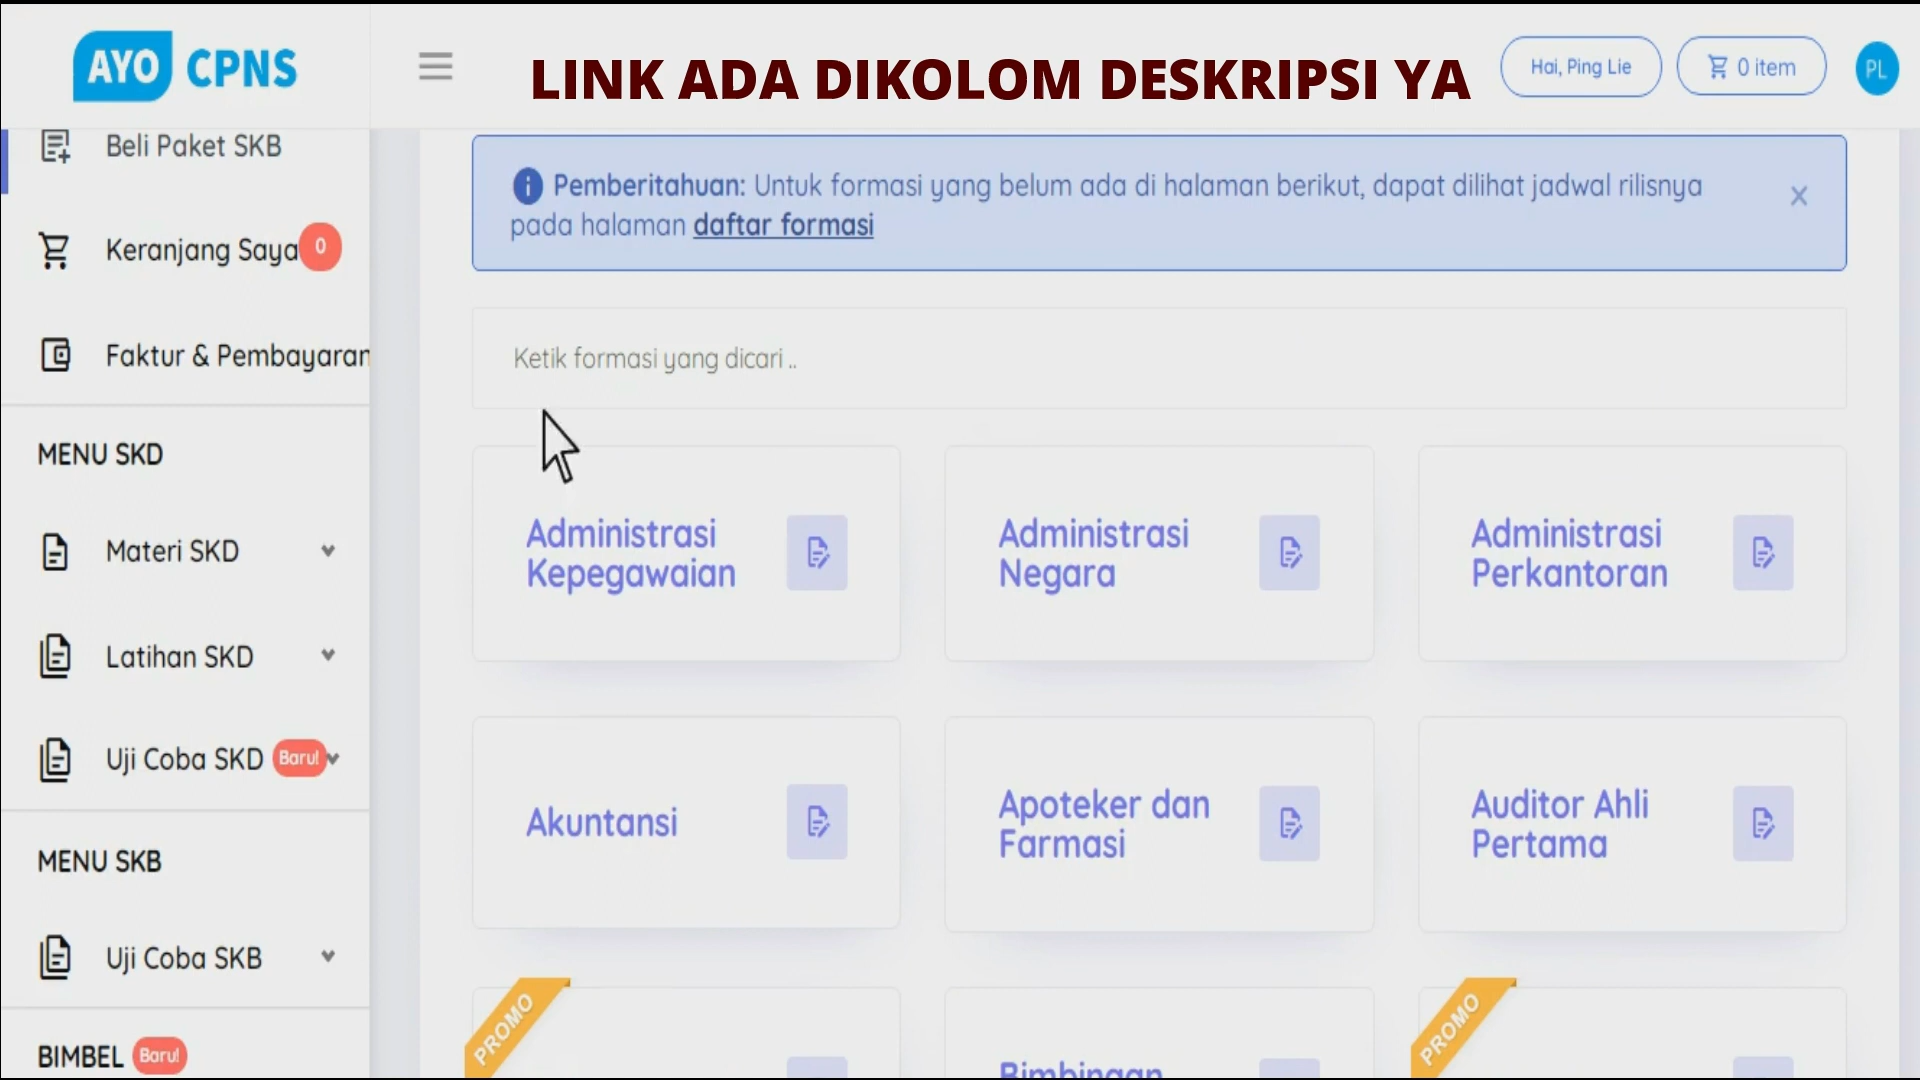 AYO CPNS
LINK ADA DIKOLOM DESKRIPSI YA
Hai, Ping Lie
0 item
PL
Beli Paket SKB
Keranjang Saya
0
Faktur & Pembayaran
MENU SKD
Materi SKD
Latihan SKD
Uji Coba SKD
Baru!
MENU SKB
Uji Coba SKB
BIMBEL
Baru!
Pemberitahuan: Untuk formasi yang belum ada di halaman berikut, dapat dilihat jadwal rilisnya
pada halaman daftar formasi
Ketik formasi yang dicari ..
Administrasi
Kepegawaian
Administrasi
Negara
Administrasi
Perkantoran
Akuntansi
Apoteker dan
Farmasi
Auditor Ahli
Pertama
PROMO
Bimbingan
PROMO